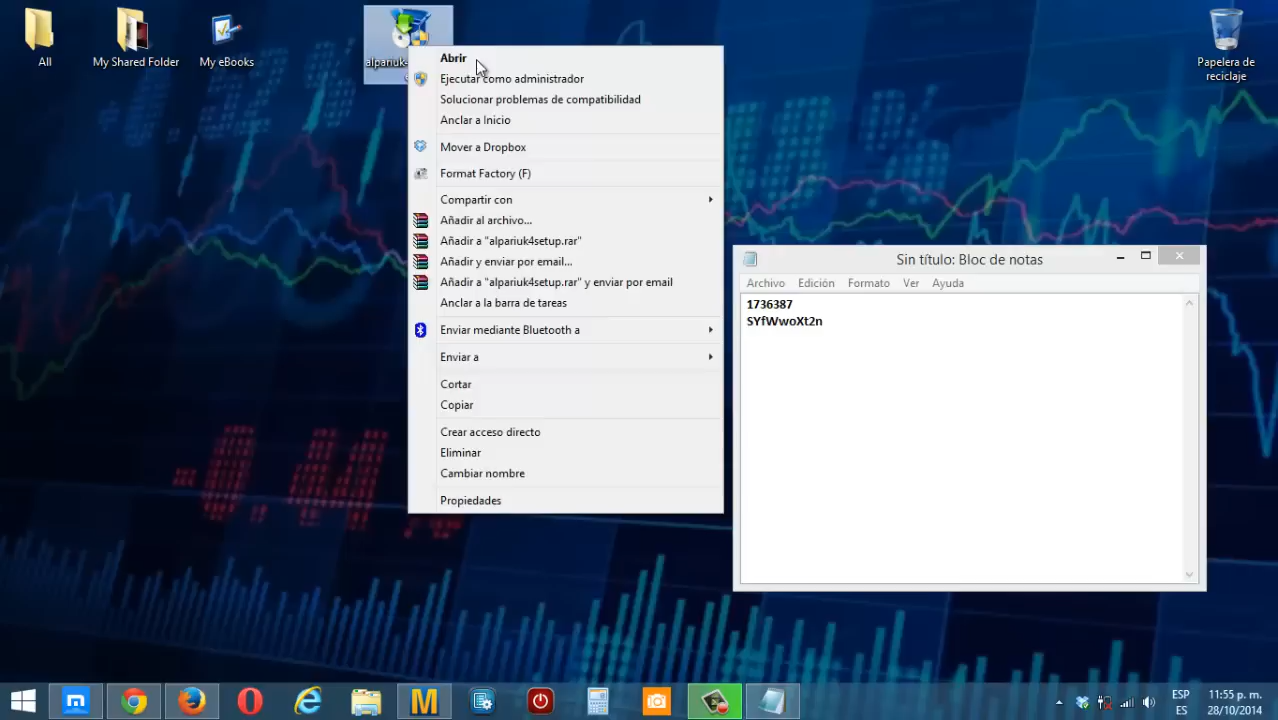 All
My Shared Folder
My eBooks
Papelera de
reciclaje
Abrir
Ejecutar como administrador
Solucionar problemas de compatibilidad
Anclar a Inicio
Mover a Dropbox
Format Factory (F)
Compartir con
Añadir al archivo...
Añadir a "alpariuk4setup.rar"
Añadir y enviar por email...
Añadir a "alpariuk4setup.rar" y enviar por email
Anclar a la barra de tareas
Enviar mediante Bluetooth a
Enviar a
Cortar
Copiar
Crear acceso directo
Eliminar
Cambiar nombre
Propiedades
Sin título: Bloc de notas
Archivo Edición Formato Ver Ayuda
1736387
SYfWwoXt2n
ESP 11:55 p. m.
ES 28/10/2014